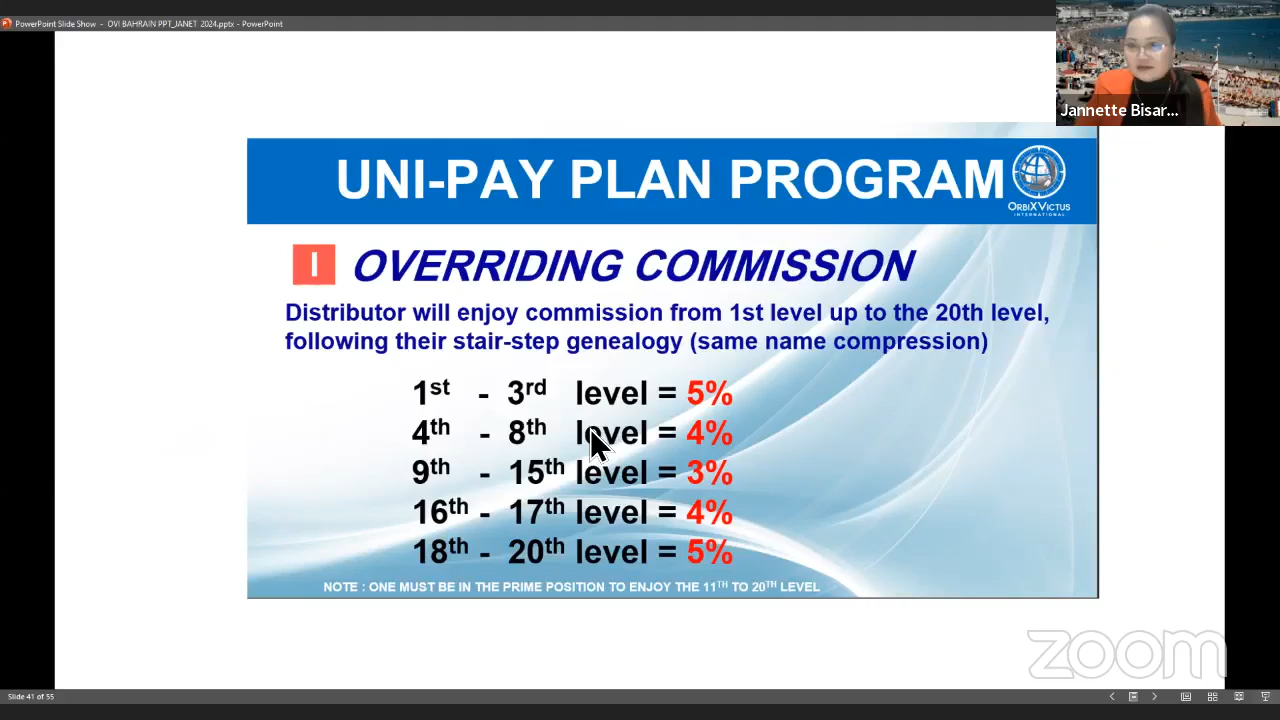 PowerPoint Slide Show - OVI BAHRAIN PPT_JANET 2024.pptx - PowerPoint
Jannette Bisar...
UNI-PAY PLAN PROGRAM
ORBIXVICTUS
INTERNATIONAL
I OVERRIDING COMMISSION
Distributor will enjoy commission from 1st level up to the 20th level,
following their stair-step genealogy (same name compression)
1st - 3rd level = 5%
4th - 8th level = 4%
9th - 15th level = 3%
16th - 17th level = 4%
18th - 20th level = 5%
NOTE : ONE MUST BE IN THE PRIME POSITION TO ENJOY THE 11TH TO 20TH LEVEL
zoom
Slide 41 of 55